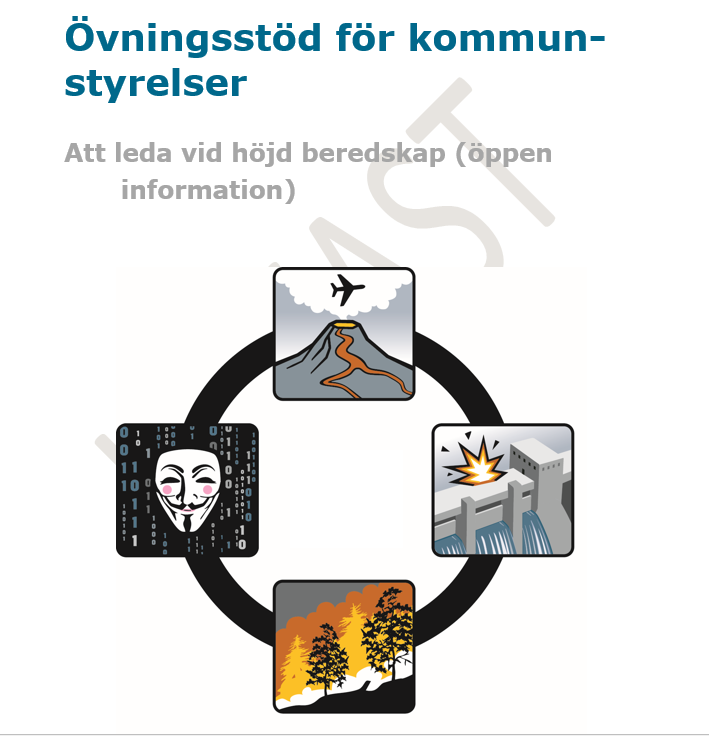 Övningsstöd för kommun-
styrelser
Att leda vid höjd beredskap (öppen
information)